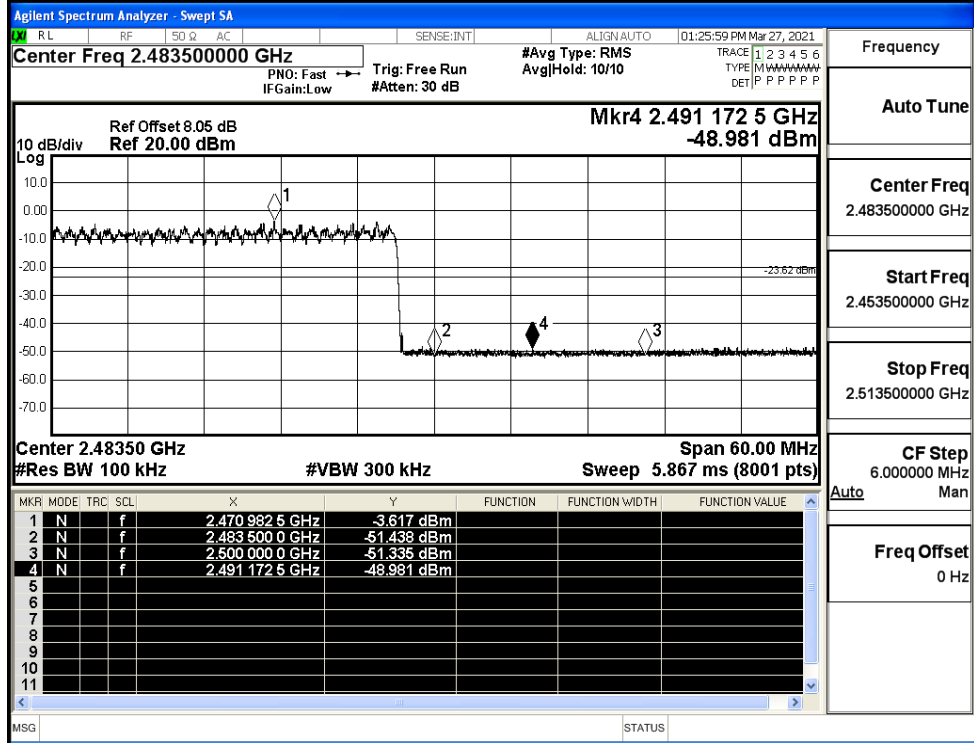 Agilent Spectrum Analyzer - Swept SA
LXI RL RF 50 Ω AC SENSE:INT ALIGN AUTO 01:25:59 PM Mar 27, 2021
Center Freq 2.483500000 GHz
PNO: Fast
IFGain:Low
Trig: Free Run
#Atten: 30 dB
#Avg Type: RMS
Avg|Hold: 10/10
TRACE 1 2 3 4 5 6
TYPE M WWWWW
DET P P P P P P
Ref Offset 8.05 dB
10 dB/div Ref 20.00 dBm
Log
Mkr4 2.491 172 5 GHz
-48.981 dBm
10.0
0.00
-10.0
-20.0
-30.0
-40.0
-50.0
-60.0
-70.0
1
-23.62 dBm
2
4
3
Center 2.48350 GHz Span 60.00 MHz
#Res BW 100 kHz #VBW 300 kHz Sweep 5.867 ms (8001 pts)
MKR MODE TRC SCL X Y FUNCTION FUNCTION WIDTH FUNCTION VALUE
1 N f 2.470 982 5 GHz -3.617 dBm
2 N f 2.483 500 0 GHz -51.438 dBm
3 N f 2.500 000 0 GHz -51.335 dBm
4 N f 2.491 172 5 GHz -48.981 dBm
5
6
7
8
9
10
11
MSG STATUS
Frequency
Auto Tune
Center Freq
2.483500000 GHz
Start Freq
2.453500000 GHz
Stop Freq
2.513500000 GHz
CF Step
6.000000 MHz
Auto Man
Freq Offset
0 Hz